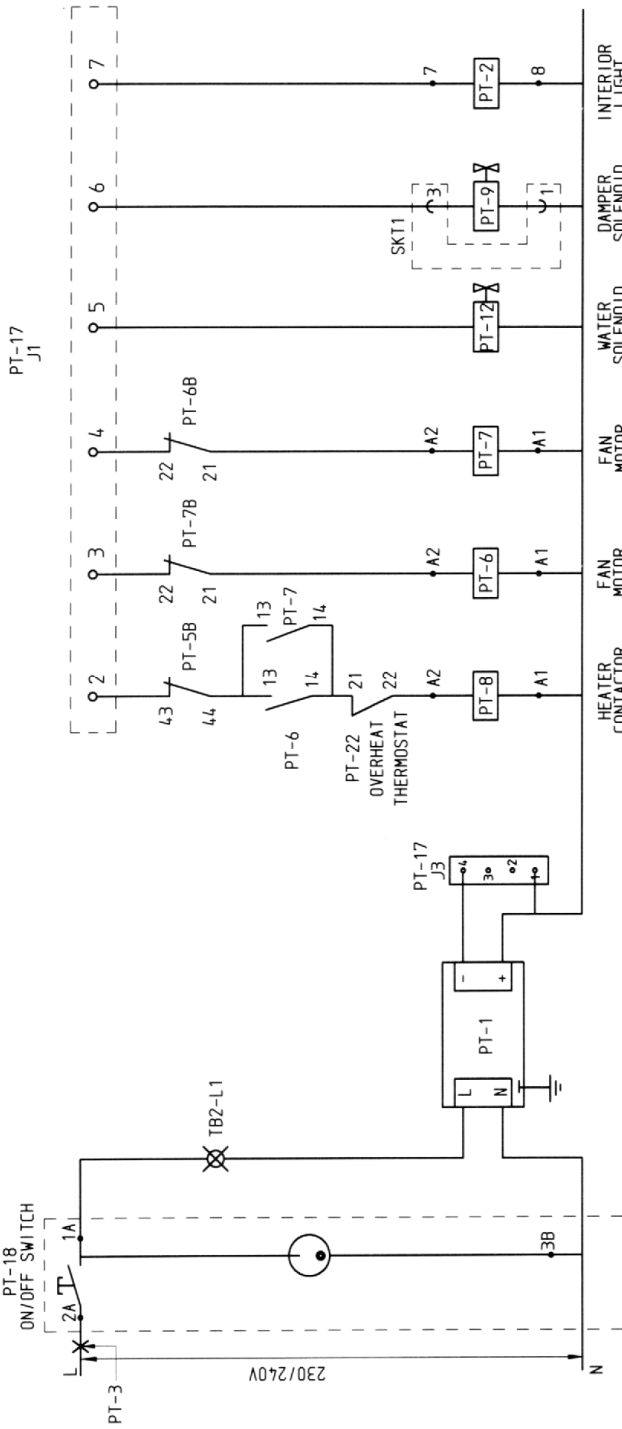 PT-17
J1
2
3
4
5
6
7
43
PT-5B
44
22
PT-7B
21
22
PT-6B
21
13
PT-6
14
13
PT-7
14
21
22
PT-22
OVERHEAT
THERMOSTAT
A2
PT-8
A1
HEATER
CONTACTOR
A2
PT-6
A1
FAN
MOTOR
A2
PT-7
A1
FAN
MOTOR
PT-12
WATER
SOLENOID
SKT1
3
PT-9
1
DAMPER
SOLENOID
7
PT-2
8
INTERIOR
LIGHT
PT-18
ON/OFF SWITCH
2A
1A
L
PT-3
230/240V
N
3B
TB2-L1
L
N
PT-1
-
+
PT-17
J3
4
3
2
1